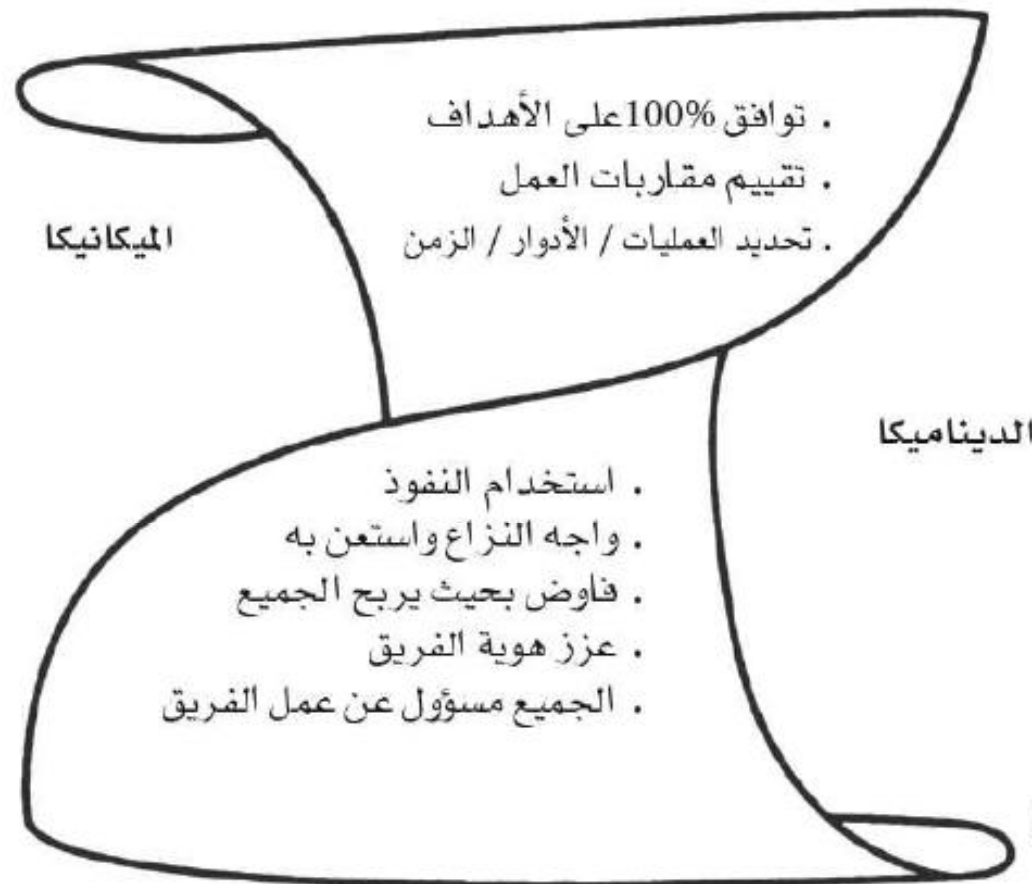 . توافق 100% على الأهداف
. تقييم مقاربات العمل
. تحديد العمليات / الأدوار / الزمن
الميكانيكا
الديناميكا
. استخدام النفوذ
. واجه النزاع واستعن به
. فاوض بحيث يربح الجميع
. عزز هوية الفريق
. الجميع مسؤول عن عمل الفريق